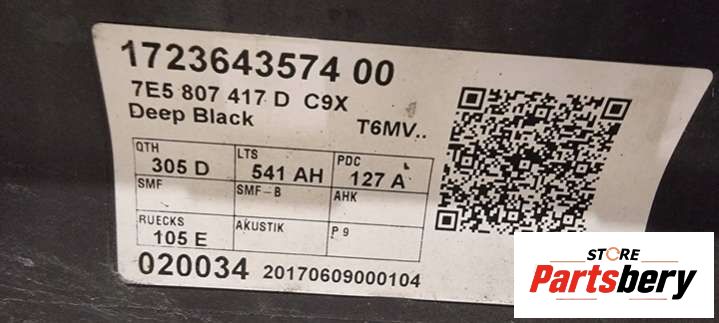 1723643574 00
7E5 807 417 D C9X
Deep Black T6MV..
QTH LTS PDC
305 D 541 AH 127 A
SMF SMF-B AHK
RUECKS AKUSTIK P 9
105 E
020034 20170609000104
STORE
Partsbery